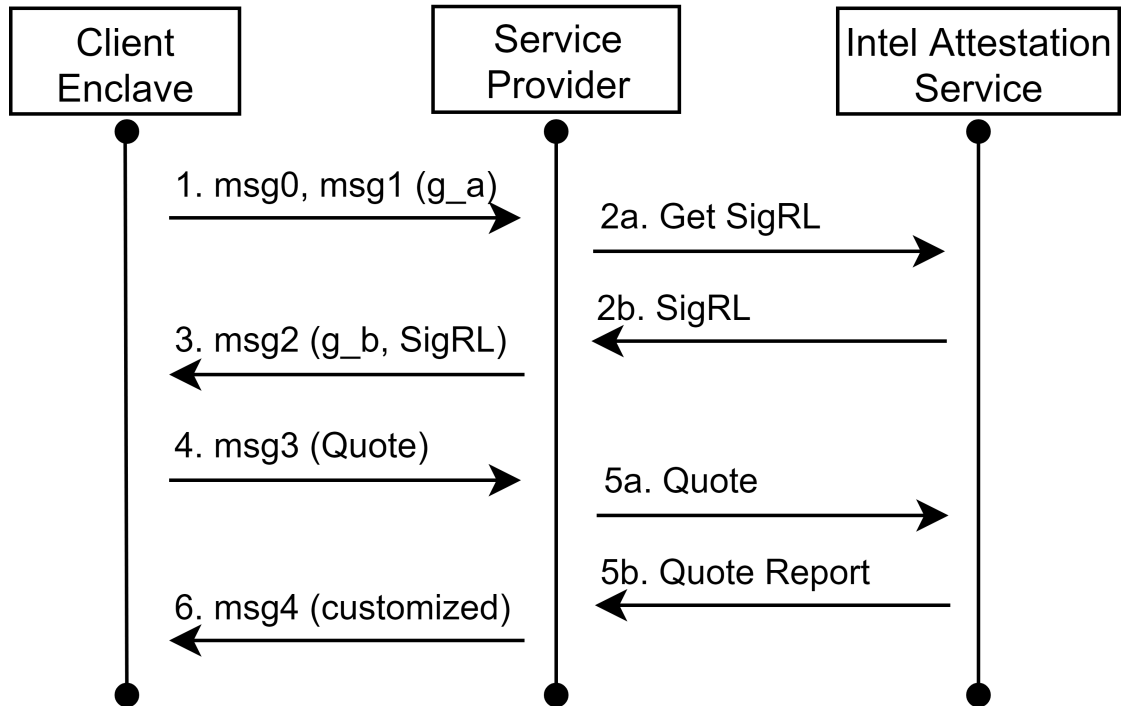 Client
Enclave
Service
Provider
Intel Attestation
Service
1. msg0, msg1 (g_a)
2a. Get SigRL
2b. SigRL
3. msg2 (g_b, SigRL)
4. msg3 (Quote)
5a. Quote
5b. Quote Report
6. msg4 (customized)